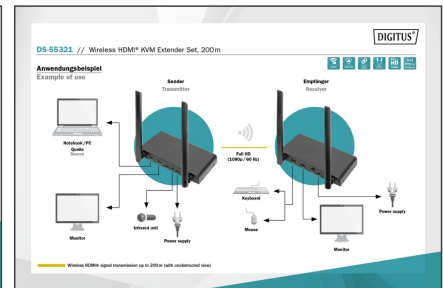 DIGITUS®
DS-55321 // Wireless HDMI® KVM Extender Set, 200m
Anwendungsbeispiel
Example of use
Sender
Transmitter
Empfänger
Receiver
Notebook/PC
Quelle
Source
Full HD
(1080p/60 Hz)
Keyboard
Mouse
Monitor
Infrared unit
Power supply
Monitor
Power supply
Wireless HDMI® signal transmission up to 200 m (with unobstructed view)